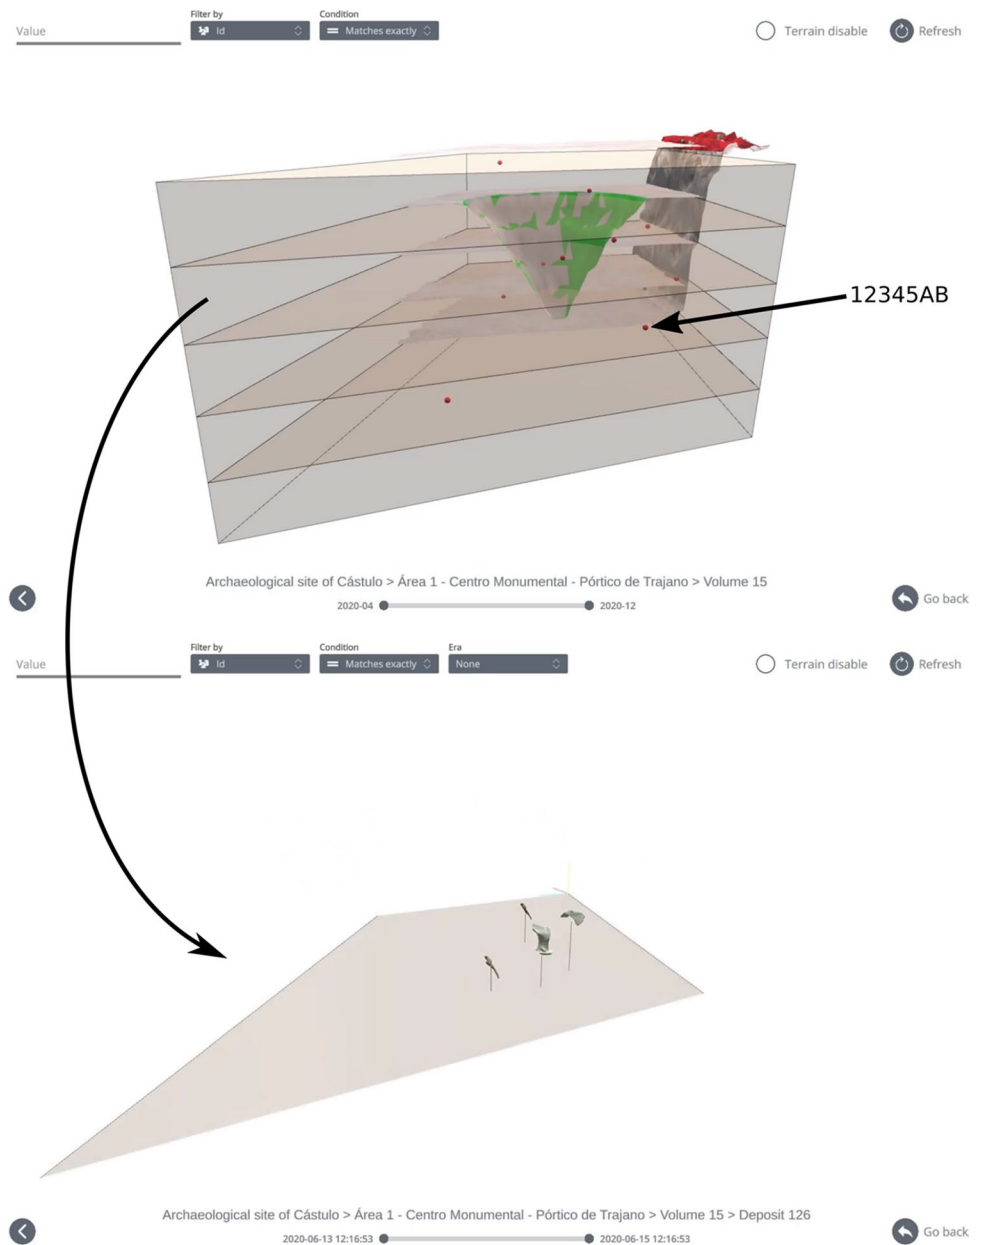 Filter by
Condition
Value
Id
Matches exactly
Terrain disable
Refresh
12345AB
Archaeological site of Cástulo > Área 1 - Centro Monumental - Pórtico de Trajano > Volume 15
2020-04
2020-12
Go back
Filter by
Condition
Era
Value
Id
Matches exactly
None
Terrain disable
Refresh
Archaeological site of Cástulo > Área 1 - Centro Monumental - Pórtico de Trajano > Volume 15 > Deposit 126
2020-06-13 12:16:53
2020-06-15 12:16:53
Go back